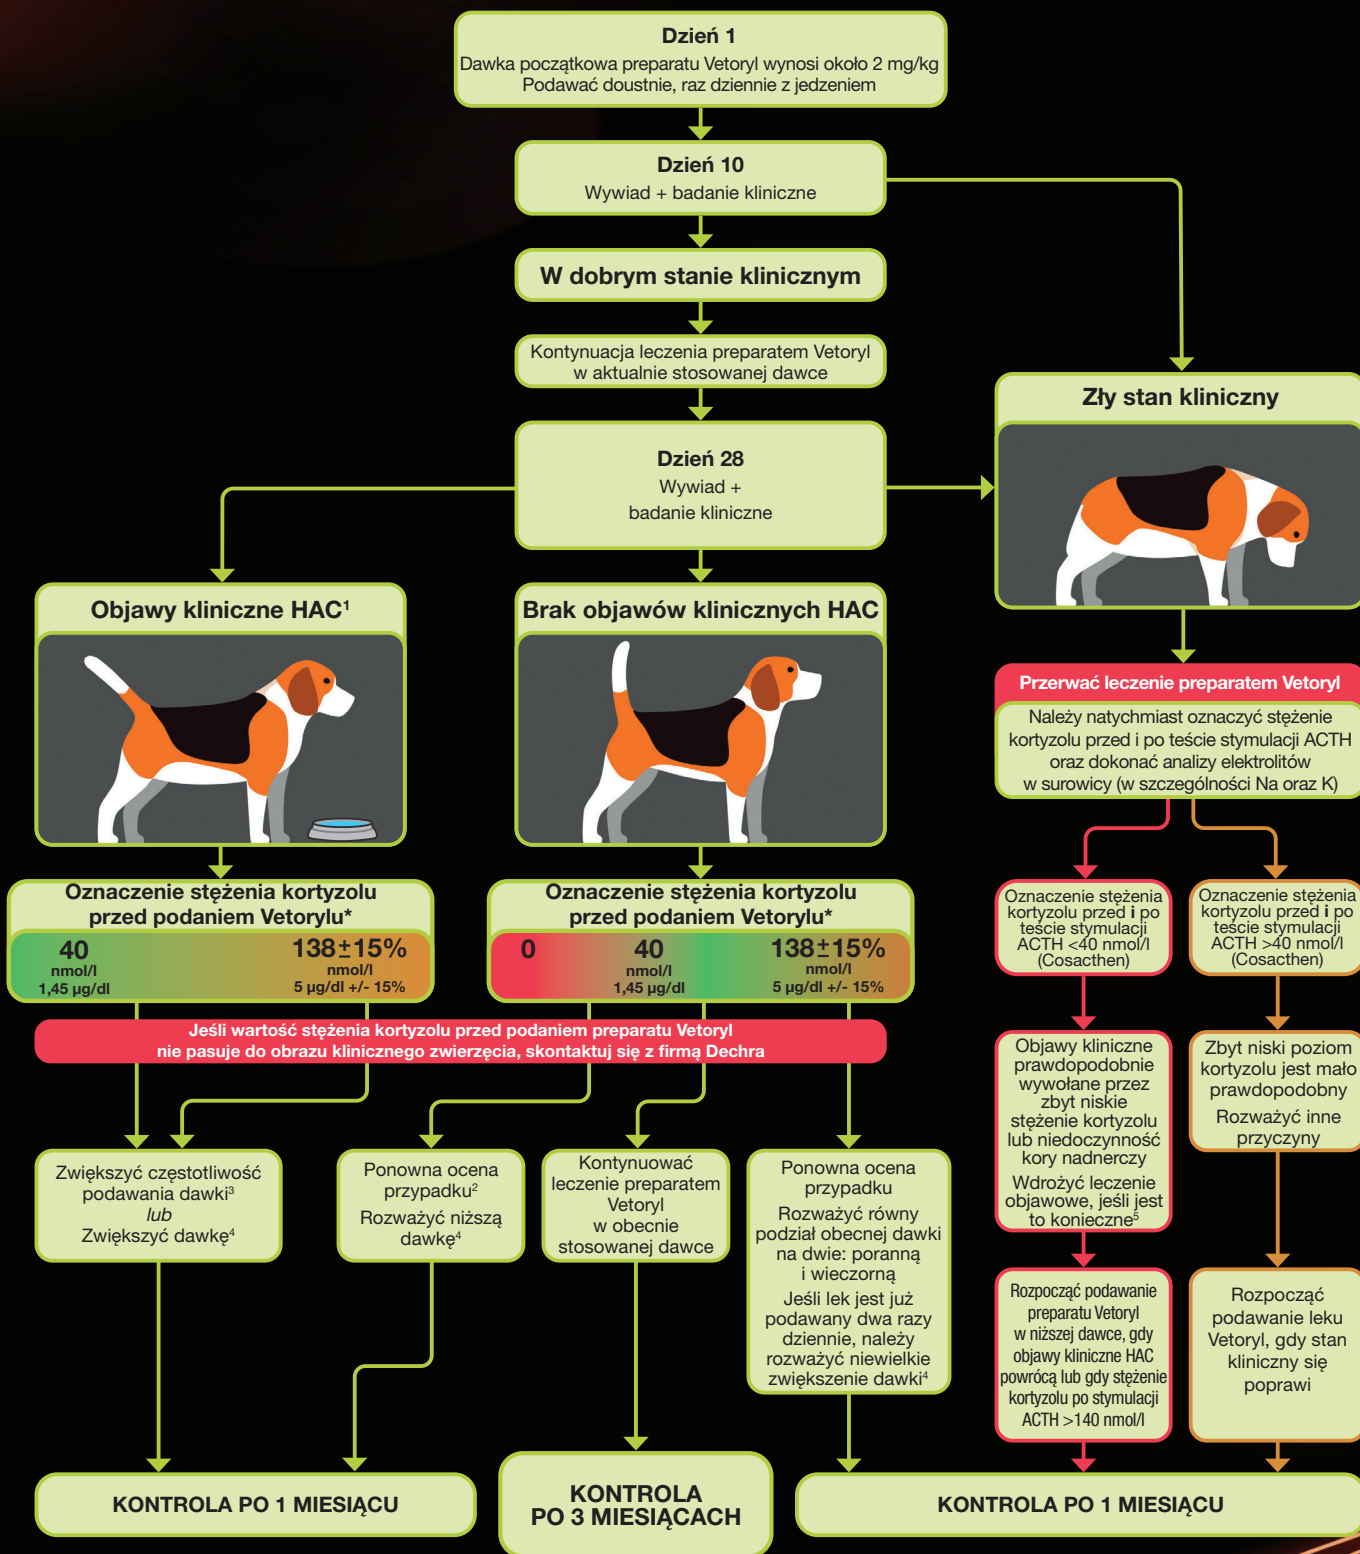 Dzień 1
Dawka początkowa preparatu Vetoryl wynosi około 2 mg/kg
Podawać doustnie, raz dziennie z jedzeniem
Dzień 10
Wywiad + badanie kliniczne
W dobrym stanie klinicznym
Kontynuacja leczenia preparatem Vetoryl
w aktualnie stosowanej dawce
Dzień 28
Wywiad +
badanie kliniczne
Zły stan kliniczny
Objawy kliniczne HAC¹
Brak objawów klinicznych HAC
Przerwać leczenie preparatem Vetoryl
Należy natychmiast oznaczyć stężenie
kortyzolu przed i po teście stymulacji ACTH
oraz dokonać analizy elektrolitów
w surowicy (w szczególności Na oraz K)
Oznaczenie stężenia kortyzolu
przed podaniem Vetorylu*
40
nmol/l
1,45 µg/dl
138±15%
nmol/l
5 µg/dl +/- 15%
Oznaczenie stężenia kortyzolu
przed podaniem Vetorylu*
0
40
nmol/l
1,45 µg/dl
138±15%
nmol/l
5 µg/dl +/- 15%
Oznaczenie stężenia
kortyzolu przed i po
teście stymulacji
ACTH <40 nmol/l
(Cosacthen)
Oznaczenie stężenia
kortyzolu przed i po
teście stymulacji
ACTH >40 nmol/l
(Cosacthen)
Jeśli wartość stężenia kortyzolu przed podaniem preparatu Vetoryl
nie pasuje do obrazu klinicznego zwierzęcia, skontaktuj się z firmą Dechra
Objawy kliniczne
prawdopodobnie
wywołane przez
zbyt niskie
stężenie kortyzolu
lub niedoczynność
kory nadnerczy
Wdrożyć leczenie
objawowe, jeśli jest
to konieczne⁵
Zbyt niski poziom
kortyzolu jest mało
prawdopodobny
Rozważyć inne
przyczyny
Zwiększyć częstotliwość
podawania dawki³
lub
Zwiększyć dawkę⁴
Ponowna ocena
przypadku²
Rozważyć niższą
dawkę⁴
Kontynuować
leczenie preparatem
Vetoryl
w obecnie
stosowanej dawce
Ponowna ocena
przypadku
Rozważyć równy
podział obecnej dawki
na dwie: poranną
i wieczorną
Jeśli lek jest już
podawany dwa razy
dziennie, należy
rozważyć niewielkie
zwiększenie dawki⁴
Rozpocząć podawanie
preparatu Vetoryl
w niższej dawce, gdy
objawy kliniczne HAC
powrócą lub gdy stężenie
kortyzolu po stymulacji
ACTH >140 nmol/l
Rozpocząć
podawanie leku
Vetoryl, gdy stan
kliniczny się
poprawi
KONTROLA PO 1 MIESIĄCU
KONTROLA
PO 3 MIESIĄCACH
KONTROLA PO 1 MIESIĄCU